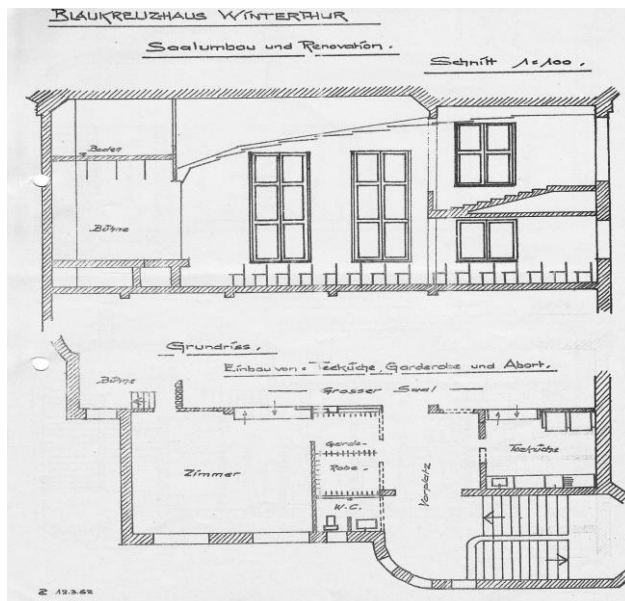 BLAUKREUZHAUS WINTERTHUR
Saalumbau und Renovation.
Schnitt 1:100.
Boden
Bühne
Grundriss.
Einbau von: Teeküche, Garderobe und Abort.
Bühne
Grosser Saal
Zimmer
Garde-
Robe
W.C.
Vorplatz
Teeküche
12.3.62